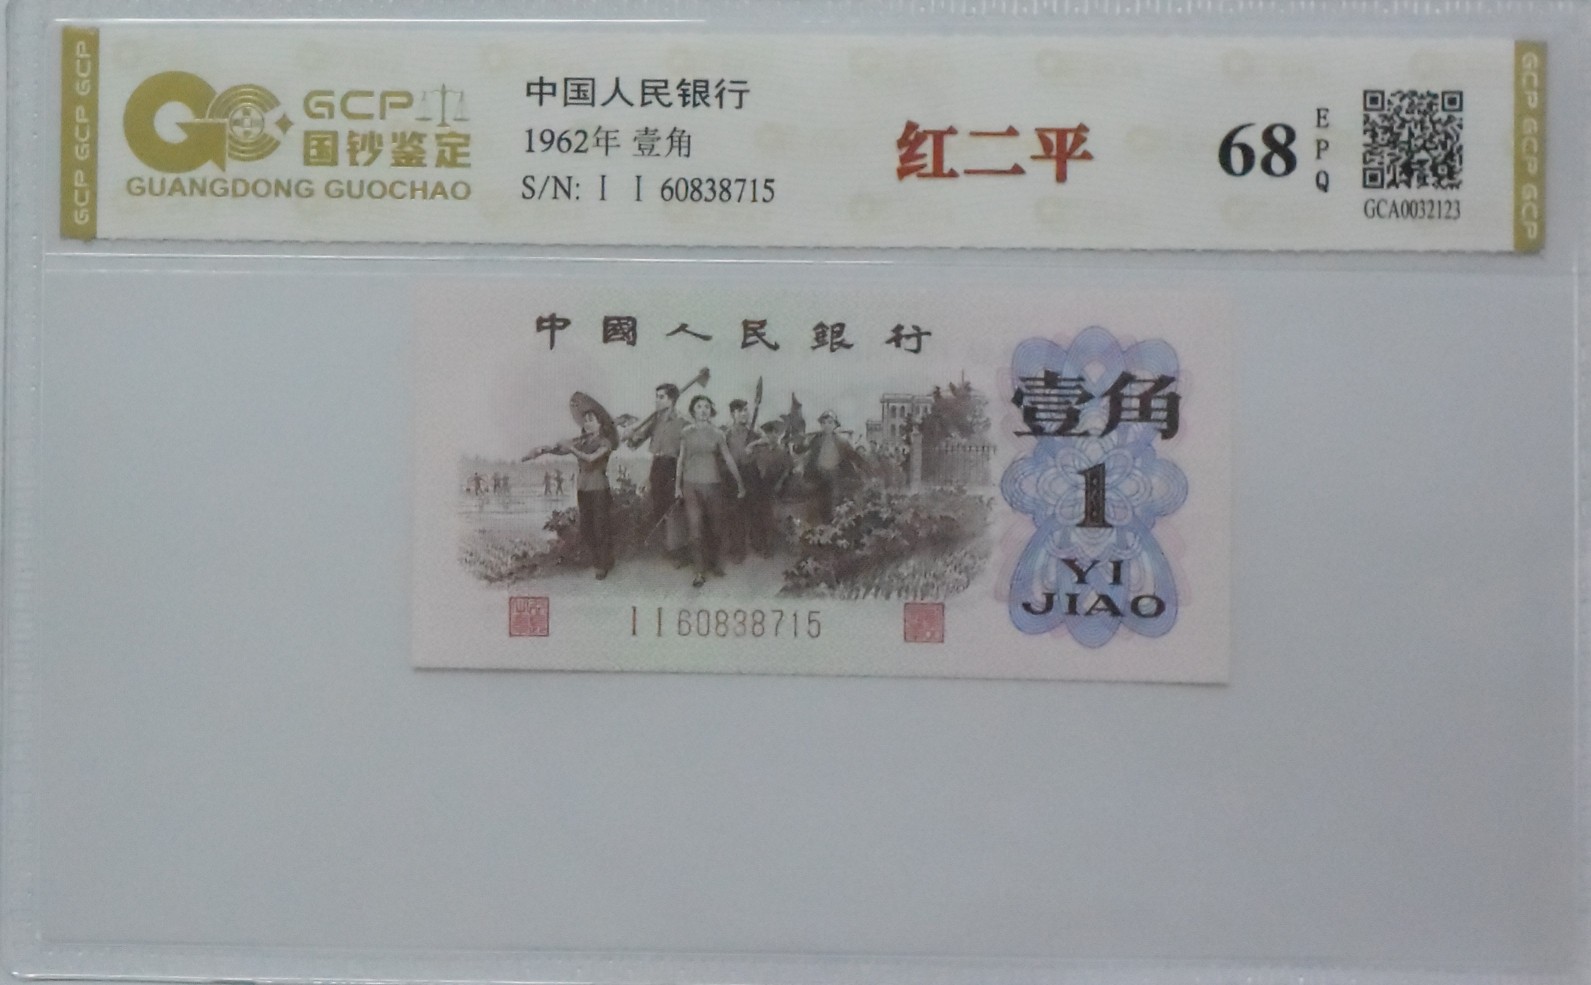 GCP GCP GCP
GCP
国钞鉴定
GUANGDONG GUOCHAO
中国人民银行
1962年 壹角
S/N: I I 60838715
红二平
68
EPQ
GCA0032123
GCP GCP GCP
中國人民銀行
壹角
1
YI
JIAO
I I 60838715